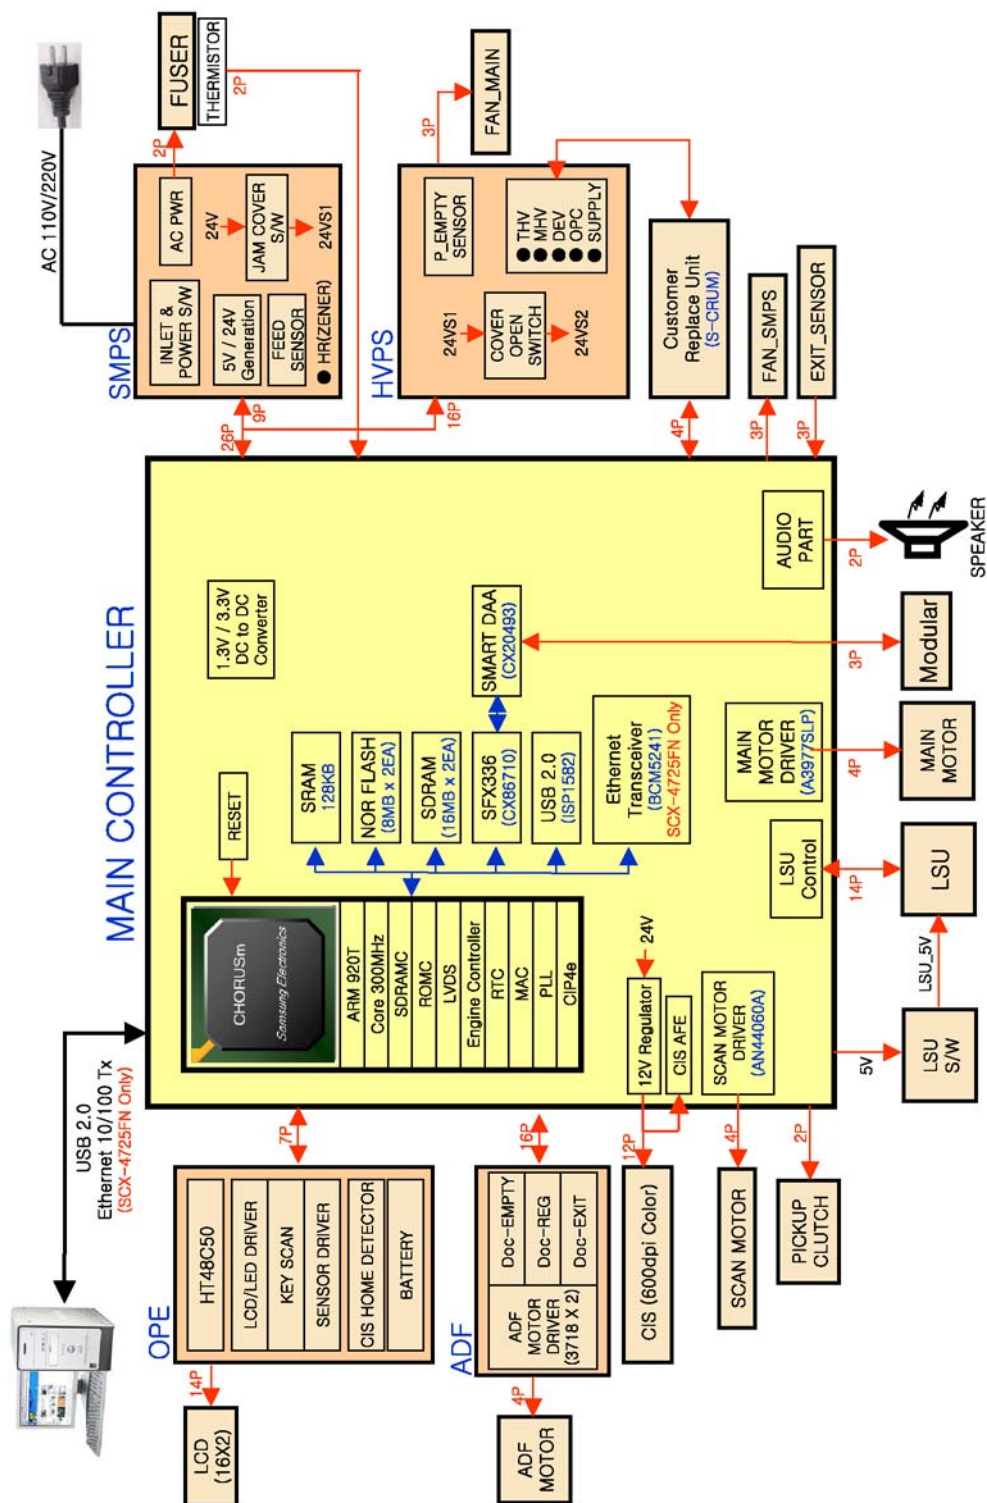 MAIN CONTROLLER
USB 2.0
Ethernet 10/100 Tx
(SCX-4725FN Only)
AC 110V/220V
OPE
HT48C50
LCD/LED DRIVER
KEY SCAN
SENSOR DRIVER
CIS HOME DETECTOR
BATTERY
14P
LCD
(16X2)
7P
ADF
ADF
MOTOR
DRIVER
(3718 X 2)
Doc-EMPTY
Doc-REG
Doc-EXIT
16P
4P
ADF
MOTOR
12P
CIS (600dpi Color)
4P
SCAN MOTOR
2P
PICKUP
CLUTCH
CHORUSm
Samsung Electronics
ARM 920T
Core 300MHz
SDRAMC
ROMC
LVDS
Engine Controller
RTC
MAC
PLL
CIP4e
RESET
1.3V / 3.3V
DC to DC
Converter
SRAM
128KB
NOR FLASH
(8MB x 2EA)
SDRAM
(16MB x 2EA)
SFX336
(CX86710)
USB 2.0
(ISP1582)
Ethernet
Transceiver
(BCM5241)
SCX-4725FN Only
SMART DAA
(CX20493)
12V Regulator
24V
CIS AFE
SCAN MOTOR
DRIVER
(AN44060A)
LSU
Control
MAIN
MOTOR
DRIVER
(A3977SLP)
AUDIO
PART
5V
LSU
S/W
LSU_5V
14P
LSU
4P
MAIN
MOTOR
3P
Modular
2P
SPEAKER
SMPS
INLET &
POWER S/W
AC PWR
5V / 24V
Generation
24V
JAM COVER
S/W
24VS1
FEED
SENSOR
HR(ZENER)
2P
FUSER
THERMISTOR
2P
26P
9P
16P
HVPS
P_EMPTY
SENSOR
24VS1
COVER
OPEN
SWITCH
24VS2
THV
MHV
DEV
OPC
SUPPLY
3P
FAN_MAIN
4P
Customer
Replace Unit
(S-CRUM)
3P
FAN_SMPS
3P
EXIT_SENSOR